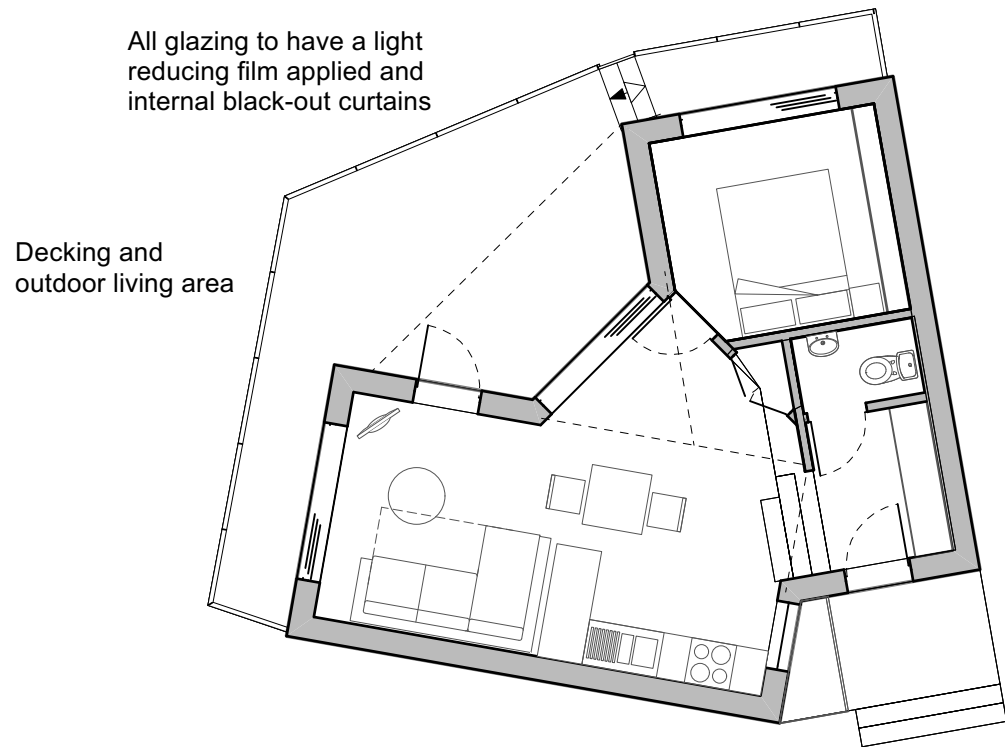 All glazing to have a light
reducing film applied and
internal black-out curtains
Decking and
outdoor living area